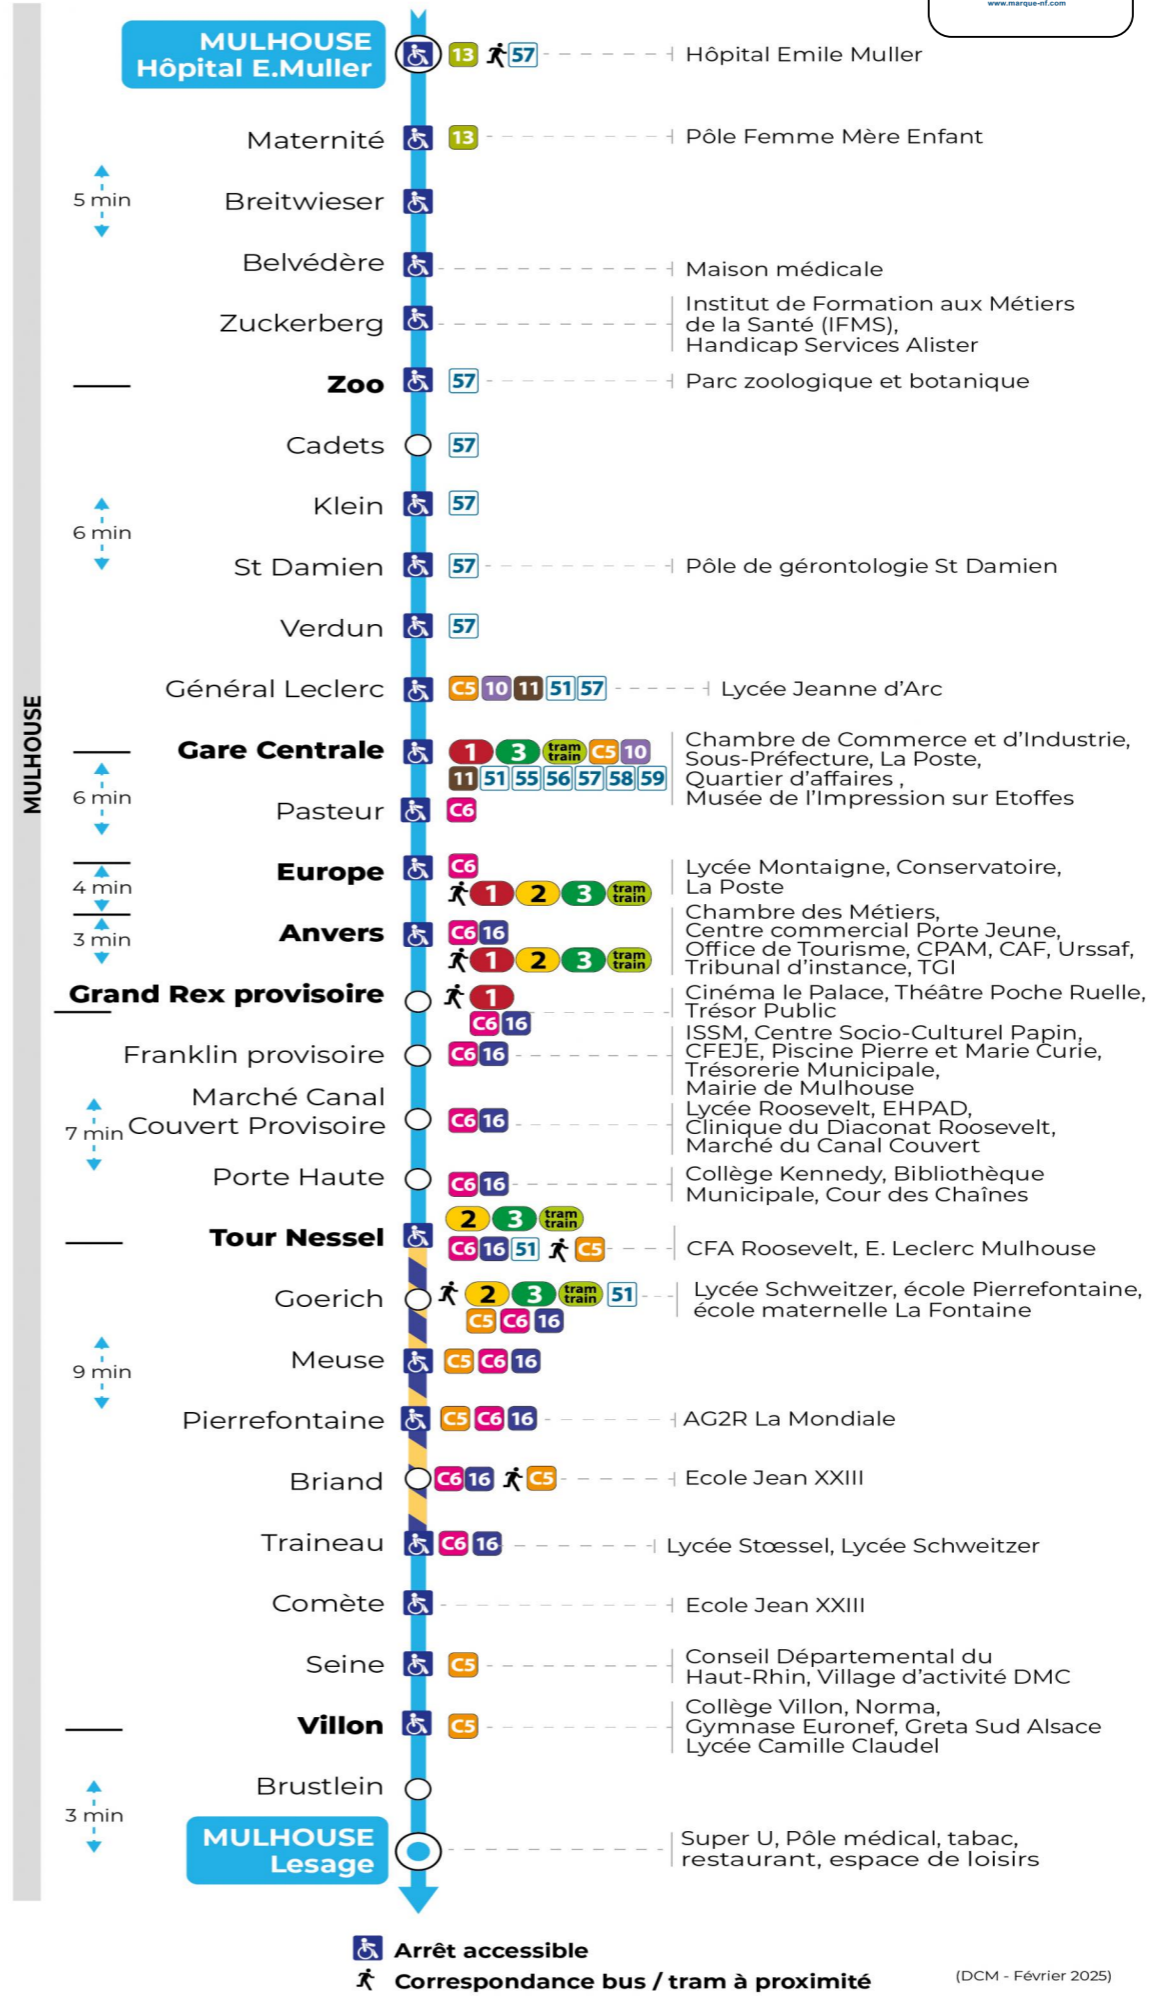 www.marque-nf.com
MULHOUSE
Hôpital E.Muller
13 57
Hôpital Emile Muller
Maternité
13
Pôle Femme Mère Enfant
5 min
Breitwieser
Belvédère
Maison médicale
Zuckerberg
Institut de Formation aux Métiers
de la Santé (IFMS),
Handicap Services Alister
Zoo
57
Parc zoologique et botanique
Cadets
57
Klein
57
6 min
St Damien
57
Pôle de gérontologie St Damien
Verdun
57
Général Leclerc
C5 10 11 51 57
Lycée Jeanne d’Arc
MULHOUSE
Gare Centrale
1 3 tram train C5 10
11 51 55 56 57 58 59
Chambre de Commerce et d’Industrie,
Sous-Préfecture, La Poste,
Quartier d’affaires ,
Musée de l’Impression sur Etoffes
6 min
Pasteur
C6
Europe
C6
1 2 3 tram train
Lycée Montaigne, Conservatoire,
La Poste
4 min
Anvers
C6 16
1 2 3 tram train
Chambre des Métiers,
Centre commercial Porte Jeune,
Office de Tourisme, CPAM, CAF, Urssaf,
Tribunal d’instance, TGI
3 min
Grand Rex provisoire
1
C6 16
Cinéma le Palace, Théâtre Poche Ruelle,
Trésor Public
Franklin provisoire
C6 16
ISSM, Centre Socio-Culturel Papin,
CFEJE, Piscine Pierre et Marie Curie,
Trésorerie Municipale,
Mairie de Mulhouse
Marché Canal
Couvert Provisoire
C6 16
Lycée Roosevelt, EHPAD,
Clinique du Diaconat Roosevelt,
Marché du Canal Couvert
7 min
Porte Haute
C6 16
Collège Kennedy, Bibliothèque
Municipale, Cour des Chaînes
Tour Nessel
2 3 tram train
C6 16 51 C5
CFA Roosevelt, E. Leclerc Mulhouse
Goerich
2 3 tram train 51
C5 C6 16
Lycée Schweitzer, école Pierrefontaine,
école maternelle La Fontaine
Meuse
C5 C6 16
9 min
Pierrefontaine
C5 C6 16
AG2R La Mondiale
Briand
C6 16 C5
Ecole Jean XXIII
Traineau
C6 16
Lycée Stœssel, Lycée Schweitzer
Comète
Ecole Jean XXIII
Seine
C5
Conseil Départemental du
Haut-Rhin, Village d’activité DMC
Villon
C5
Collège Villon, Norma,
Gymnase Euronef, Greta Sud Alsace
Lycée Camille Claudel
Brustlein
3 min
MULHOUSE
Lesage
Super U, Pôle médical, tabac,
restaurant, espace de loisirs
Arrêt accessible
Correspondance bus / tram à proximité
(DCM - Février 2025)